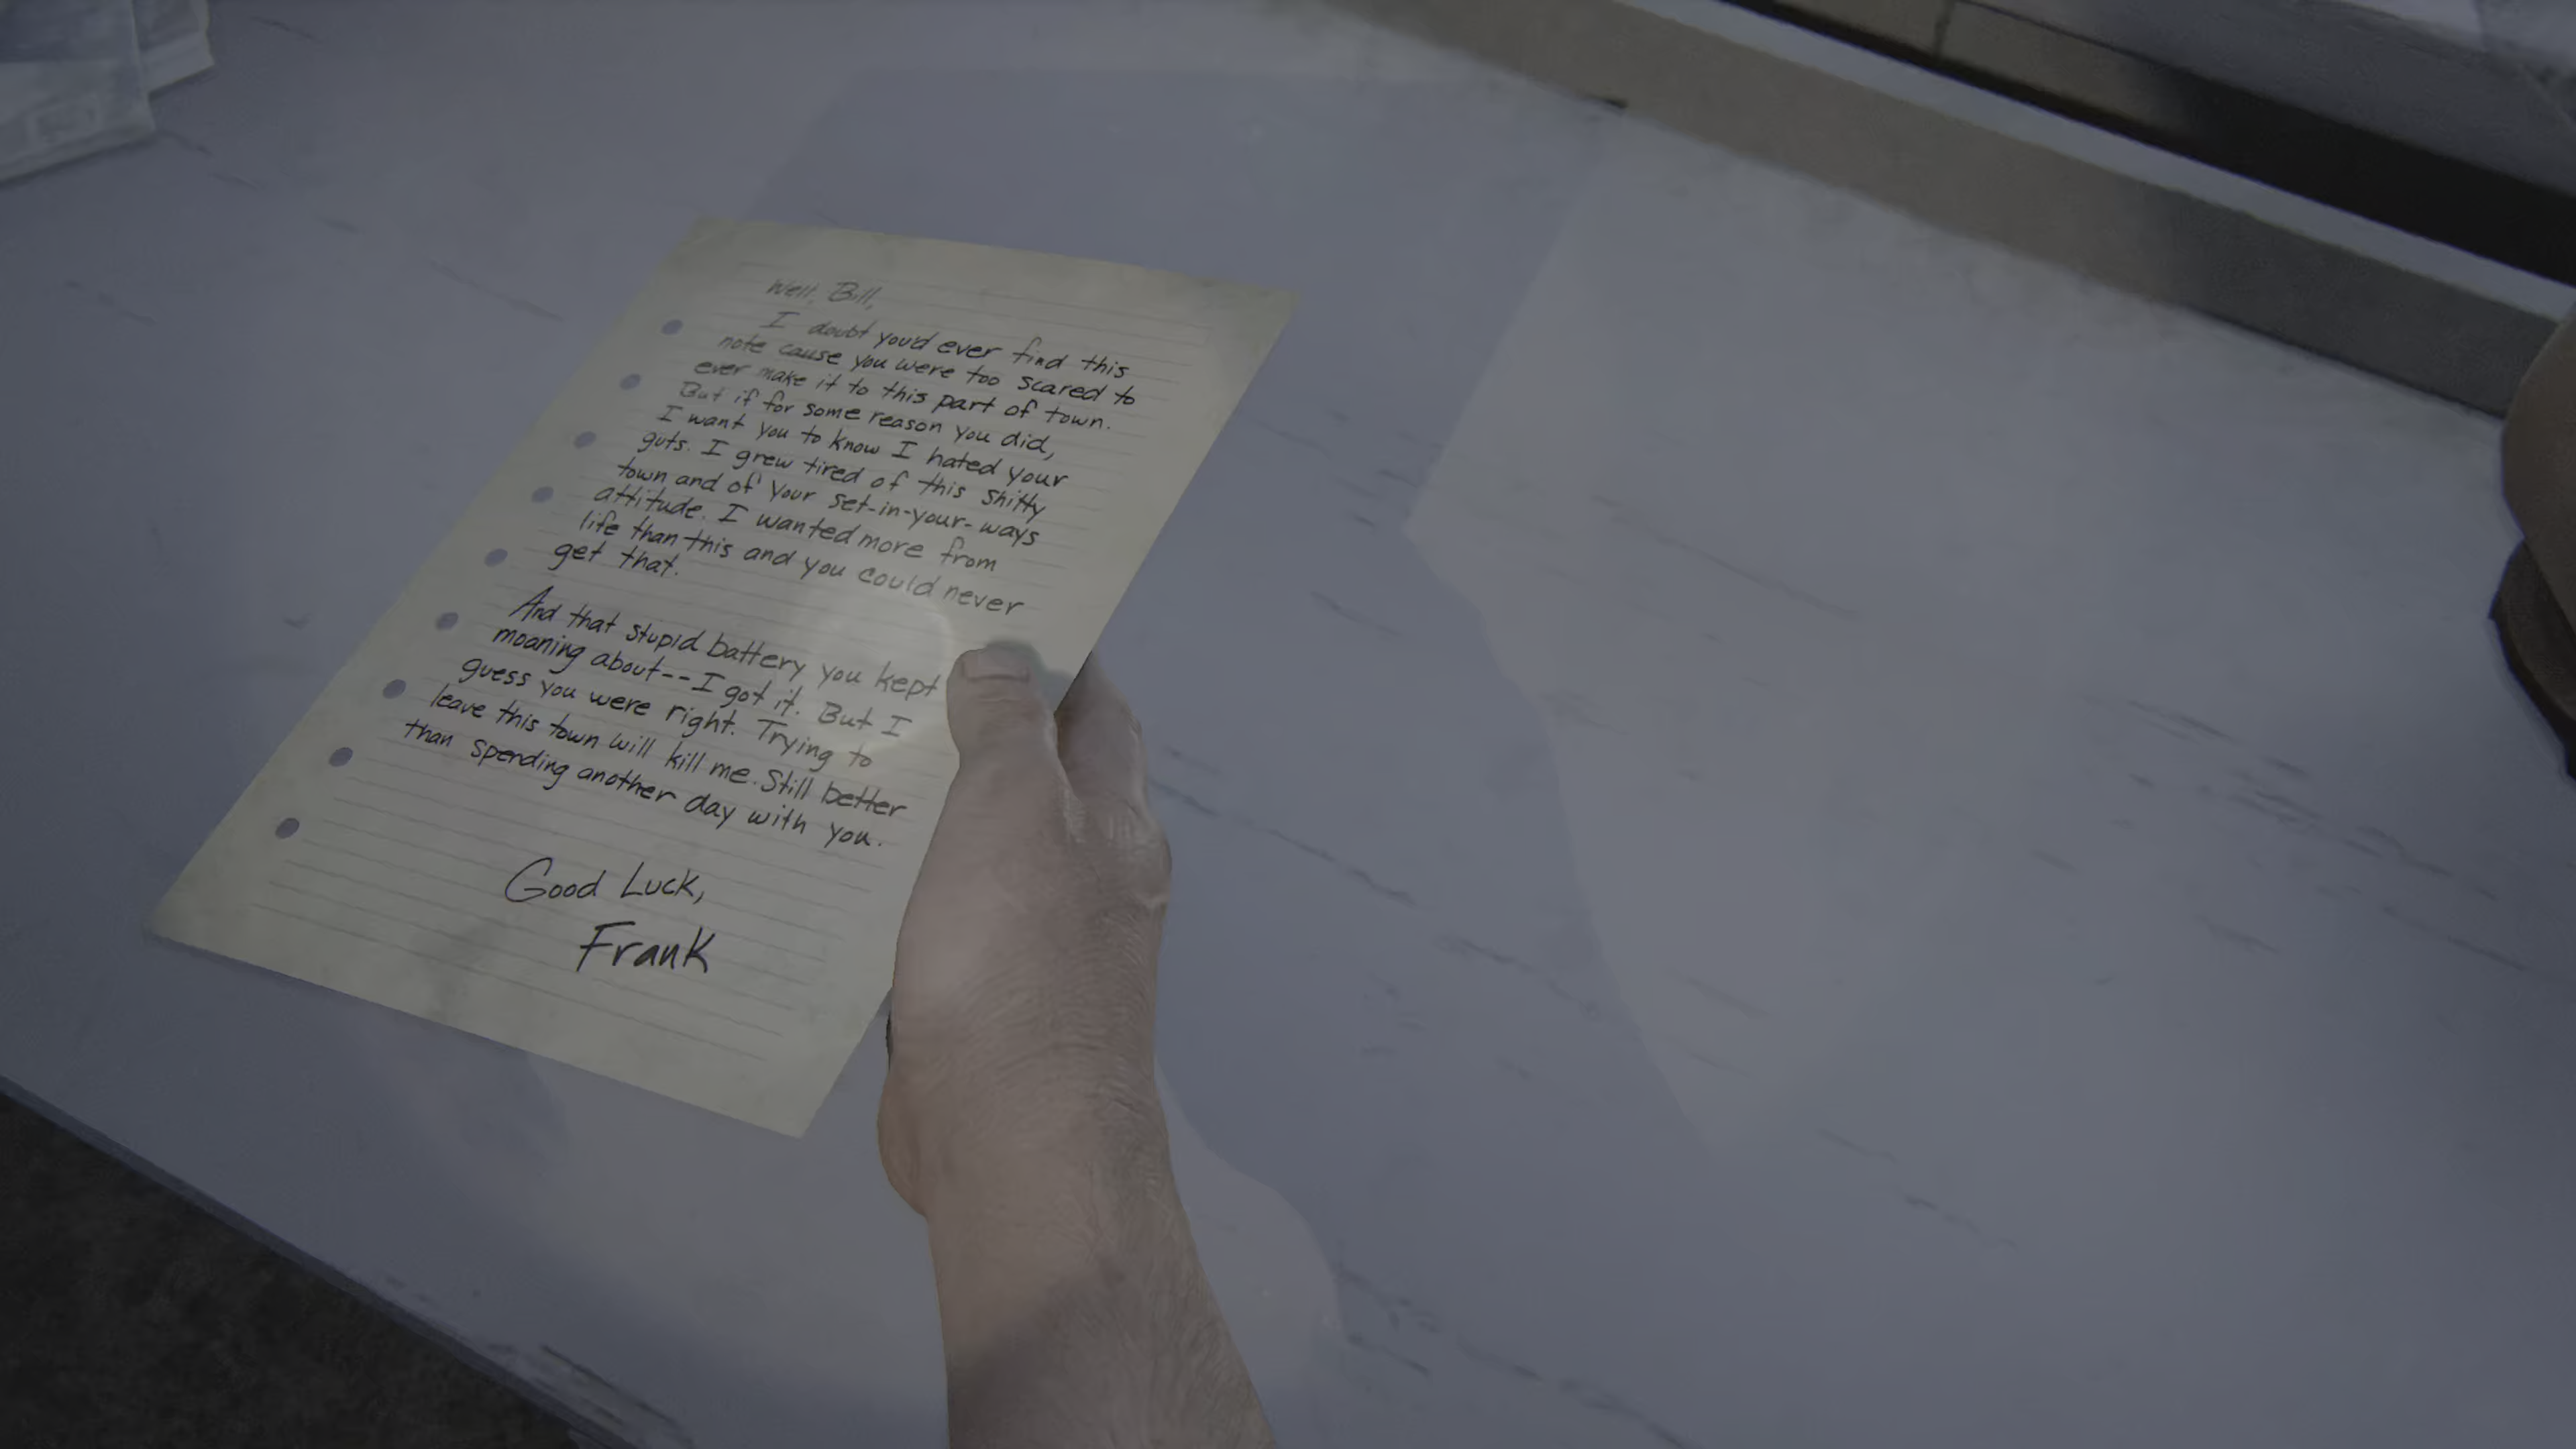 Well, Bill,
I doubt you'd ever find this
note cause you were too scared to
ever make it to this part of town.
But if for some reason you did,
I want you to know I hated your
guts. I grew tired of this shitty
town and of your set-in-your-ways
attitude. I wanted more from
life than this and you could never
get that.
And that stupid battery you kept
moaning about--I got it. But I
guess you were right. Trying to
leave this town will kill me. Still better
than spending another day with you.
Good Luck,
Frank